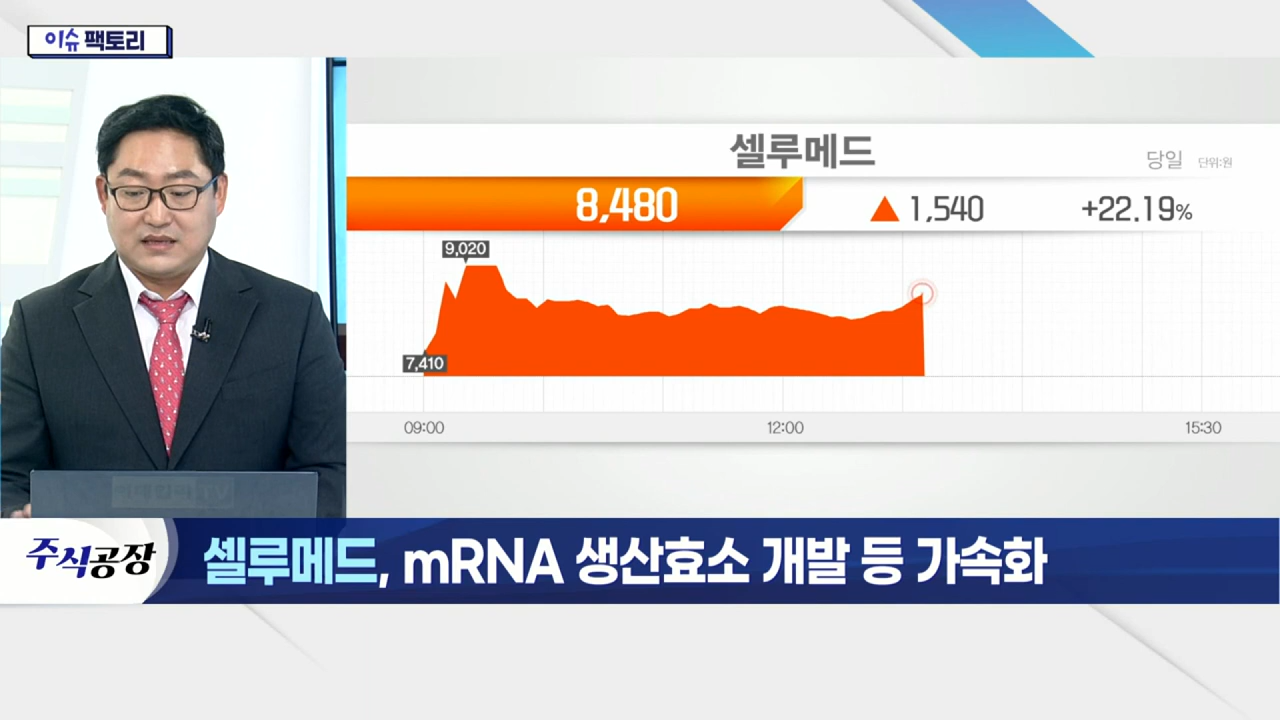 이슈 팩토리
셀루메드
당일 단위:원
8,480 ▲ 1,540 +22.19%
9,020
7,410
09:00 12:00 15:30
주식공장
셀루메드, mRNA 생산효소 개발 등 가속화